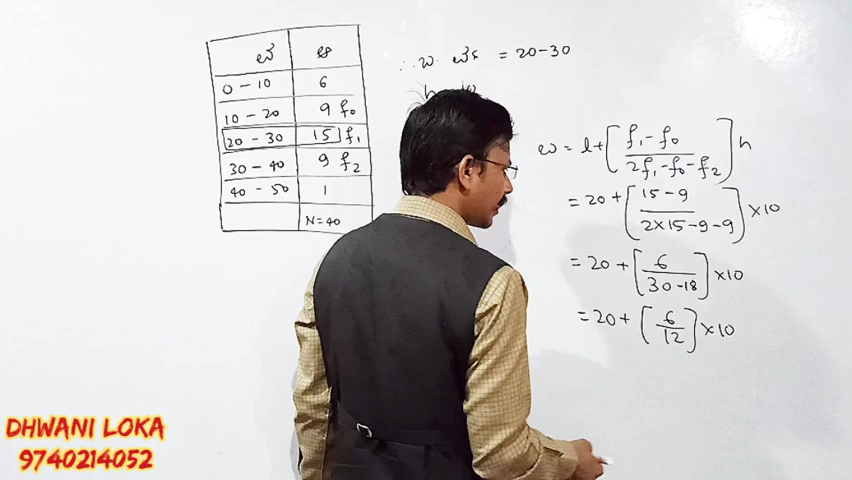 ವ ಆ
0 - 10 6
10 - 20 9 f₀
20 - 30 15 f₁
30 - 40 9 f₂
40 - 50 1
N = 40
= 20 - 30
= l + [ f₁ - f₀ / 2f₁ - f₀ - f₂ ] h
= 20 + [ 15 - 9 / 2×15 - 9 - 9 ] ×10
= 20 + [ 6 / 30 - 18 ] ×10
= 20 + [ 6 / 12 ] ×10
DHWANI LOKA
9740214052